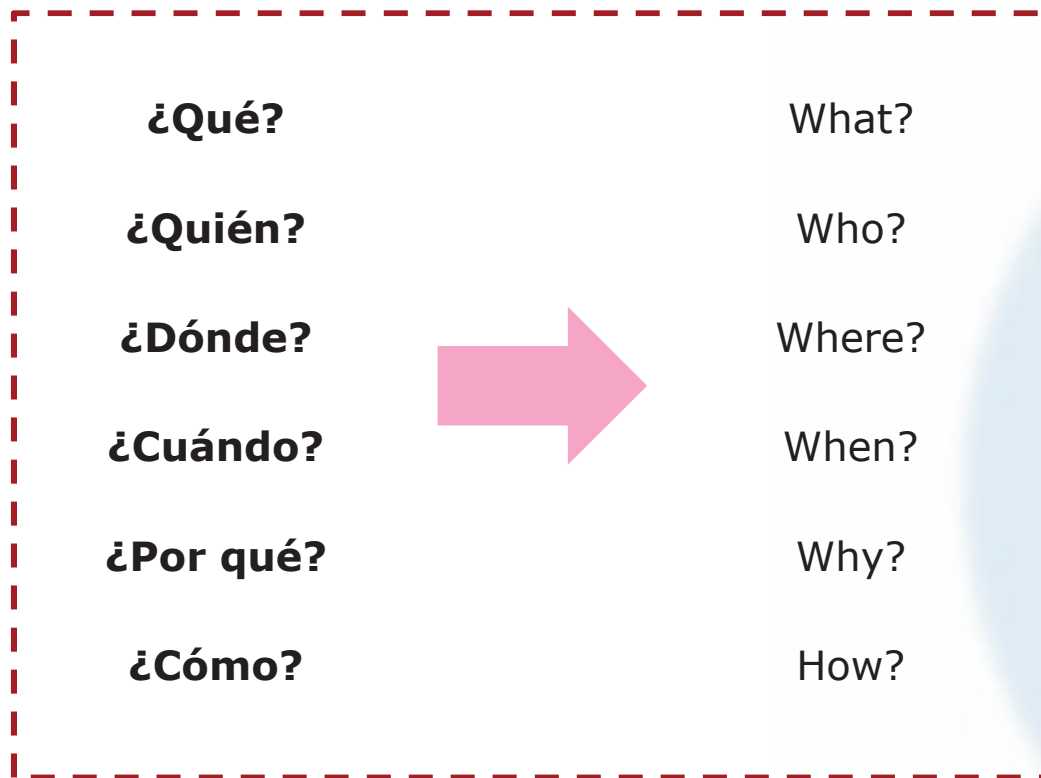 ¿Qué? What?
¿Quién? Who?
¿Dónde? Where?
¿Cuándo? When?
¿Por qué? Why?
¿Cómo? How?